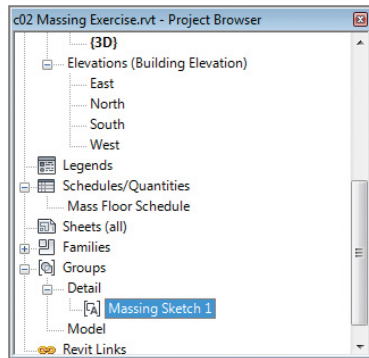 c02 Massing Exercise.rvt - Project Browser
{3D}
Elevations (Building Elevation)
East
North
South
West
Legends
Schedules/Quantities
Mass Floor Schedule
Sheets (all)
Families
Groups
Detail
[A] Massing Sketch 1
Model
Revit Links